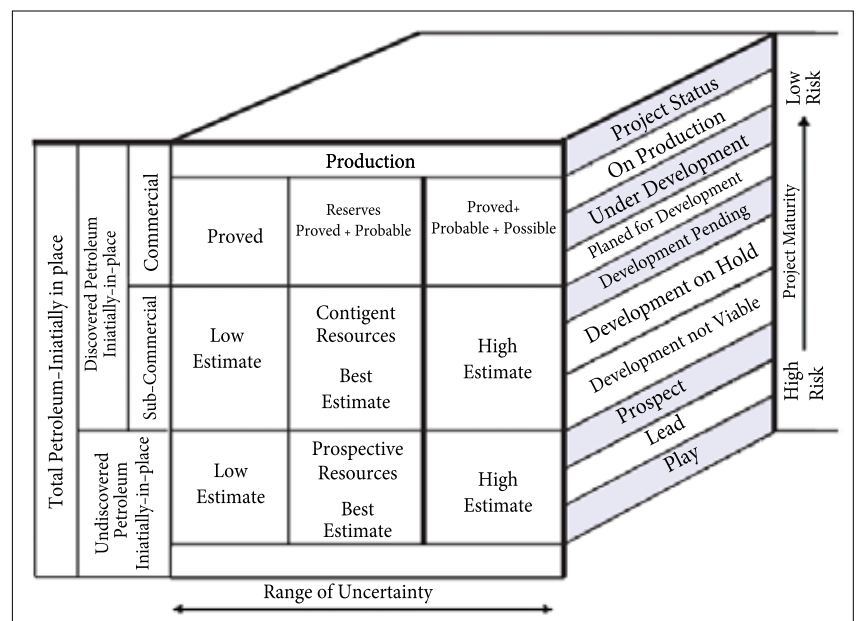 Total Petroleum-Iniatially in place
Discovered Petroleum
Iniatially-in-place
Commercial
Sub-Commercial
Undiscovered
Petroleum
Iniatially-in-place
Production
Proved
Reserves
Proved + Probable
Proved+
Probable + Possible
Low
Estimate
Contigent
Resources
Best
Estimate
High
Estimate
Low
Estimate
Prospective
Resources
Best
Estimate
High
Estimate
Project Status
On Production
Under Development
Planed for Development
Development Pending
Development on Hold
Development not Viable
Prospect
Lead
Play
Low
Risk
Project Maturity
High
Risk
Range of Uncertainty